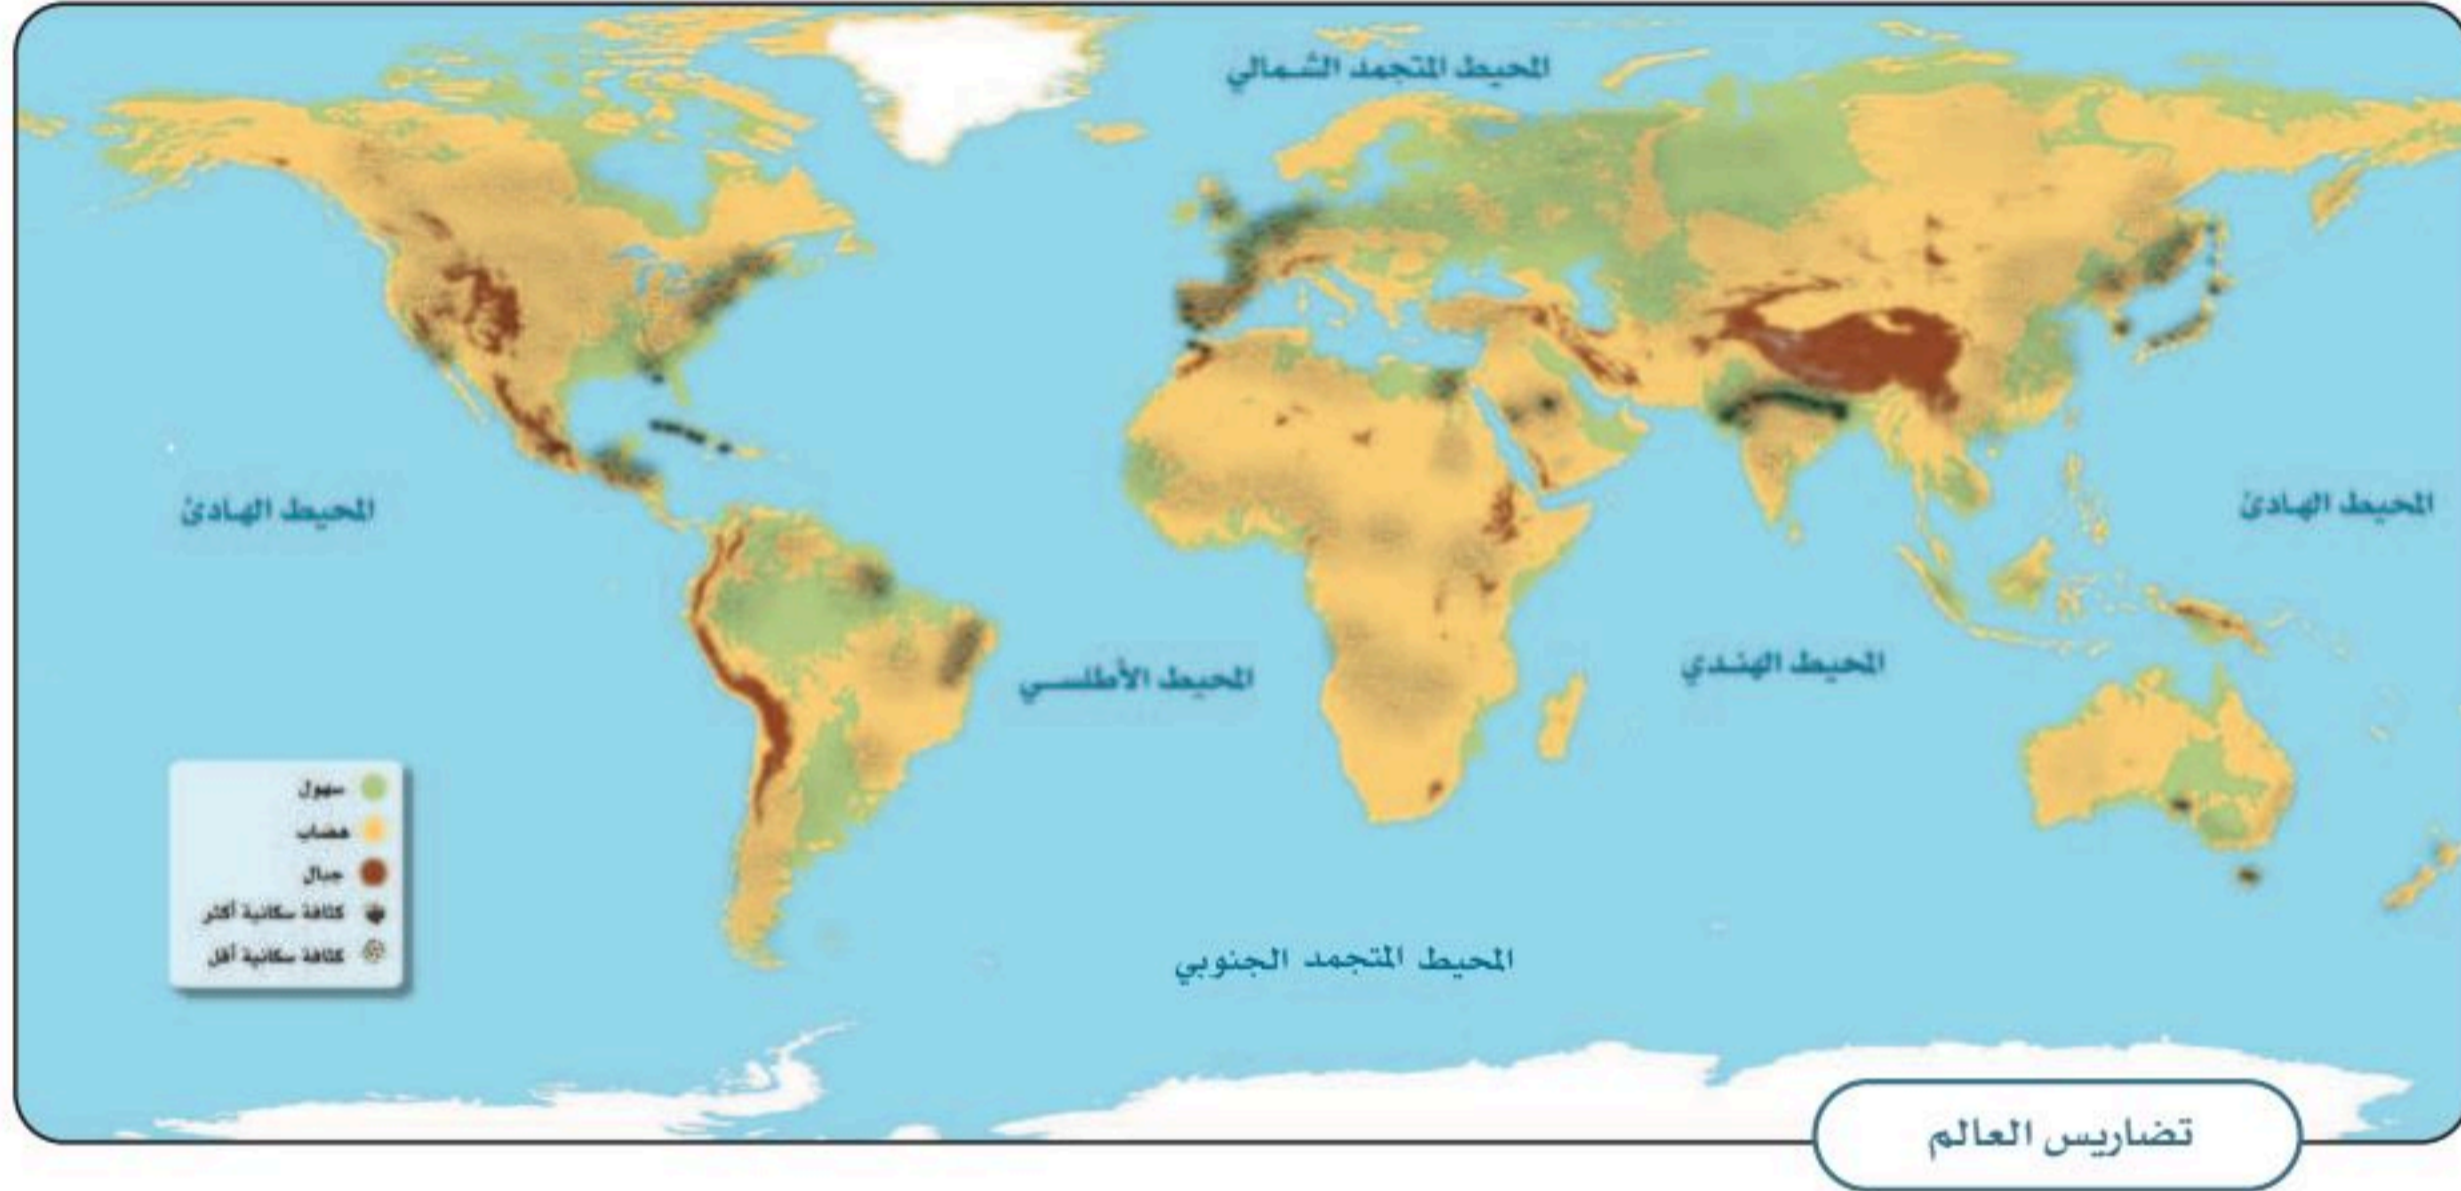 المحيط المتجمد الشمالي
المحيط الهادئ
المحيط الهادئ
المحيط الأطلسي
المحيط الهندي
سهول
هضاب
جبال
كثافة سكانية أكثر
كثافة سكانية أقل
المحيط المتجمد الجنوبي
تضاريس العالم